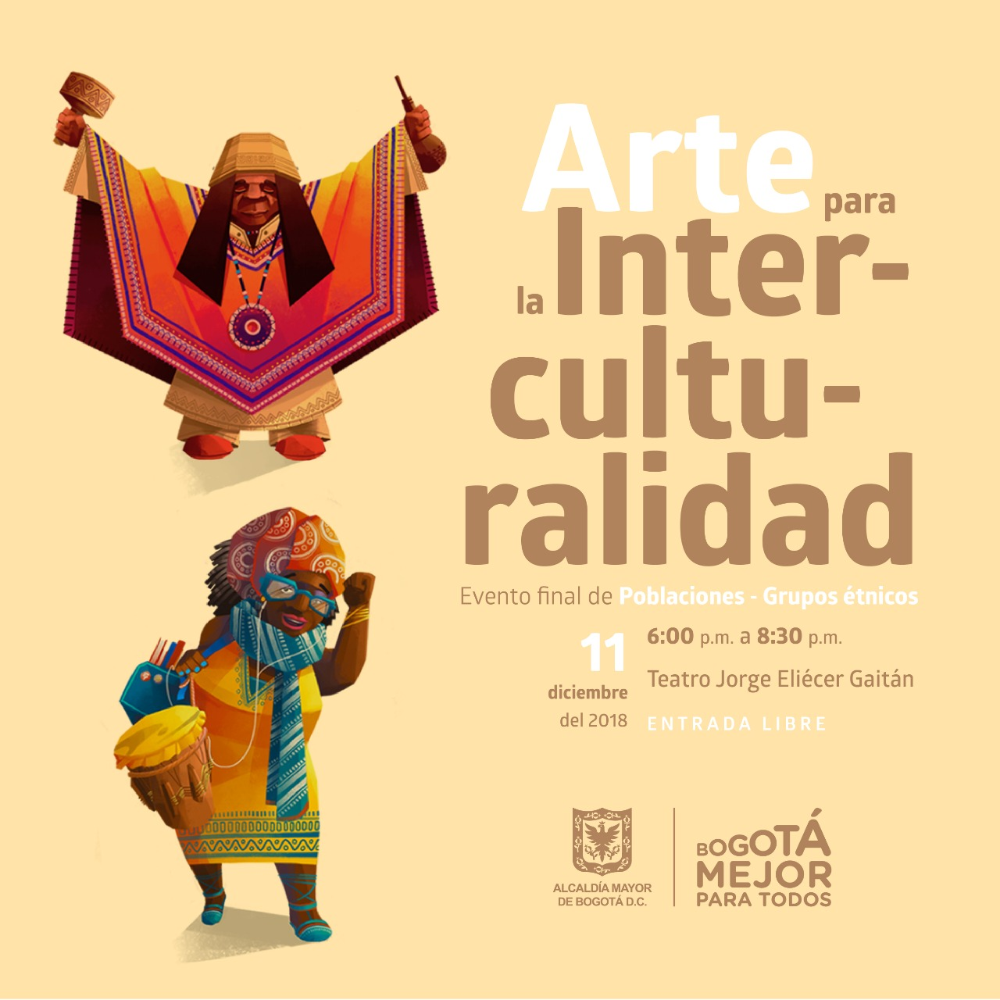 Arte para
la Inter-
cultu-
ralidad
Evento final de Poblaciones - Grupos étnicos
11
diciembre
del 2018
6:00 p.m. a 8:30 p.m.
Teatro Jorge Eliécer Gaitán
ENTRADA LIBRE
ALCALDÍA MAYOR
DE BOGOTÁ D.C.
BOGOTÁ
MEJOR
PARA TODOS